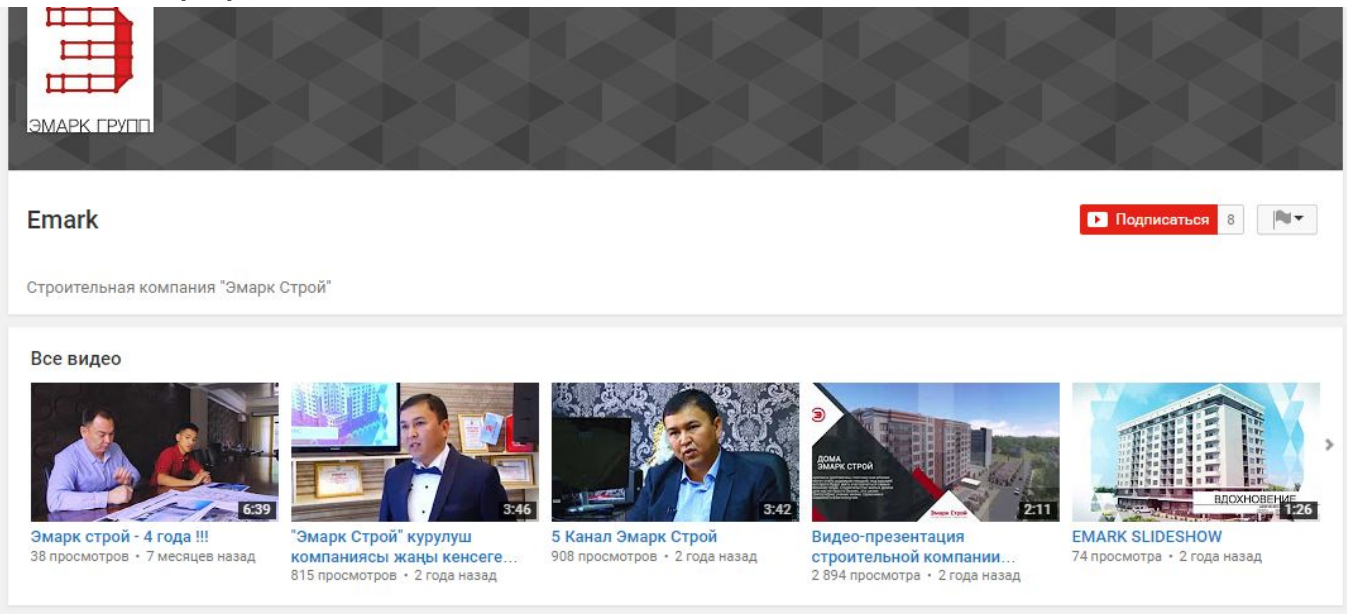 ЭМАРК ГРУПП
Emark
Подписаться 8
Строительная компания "Эмарк Строй"
Все видео
6:39
3:46
3:42
ДОМА
ЭМАРК СТРОЙ
Эмарк Строй
2:11
ВДОХНОВЕНИЕ
1:26
Эмарк строй - 4 года !!!
38 просмотров • 7 месяцев назад
"Эмарк Строй" курулуш
компаниясы жаңы кенсеге...
815 просмотров • 2 года назад
5 Канал Эмарк Строй
908 просмотров • 2 года назад
Видео-презентация
строительной компании...
2 894 просмотра • 2 года назад
EMARK SLIDESHOW
74 просмотра • 2 года назад